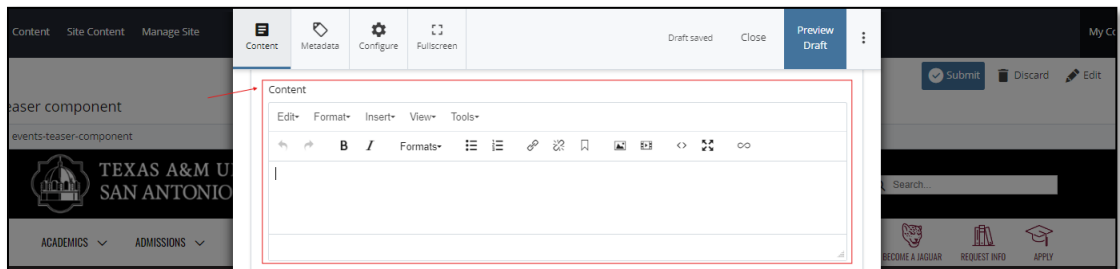 Content Site Content Manage Site
Content Metadata Configure Fullscreen
Draft saved Close Preview Draft
My Co
Submit Discard Edit
easer component
events-teaser-component
Content
Edit Format Insert View Tools
B I Formats
TEXAS A&M U
SAN ANTONIO
Search...
ACADEMICS ADMISSIONS
BECOME A JAGUAR REQUEST INFO APPLY